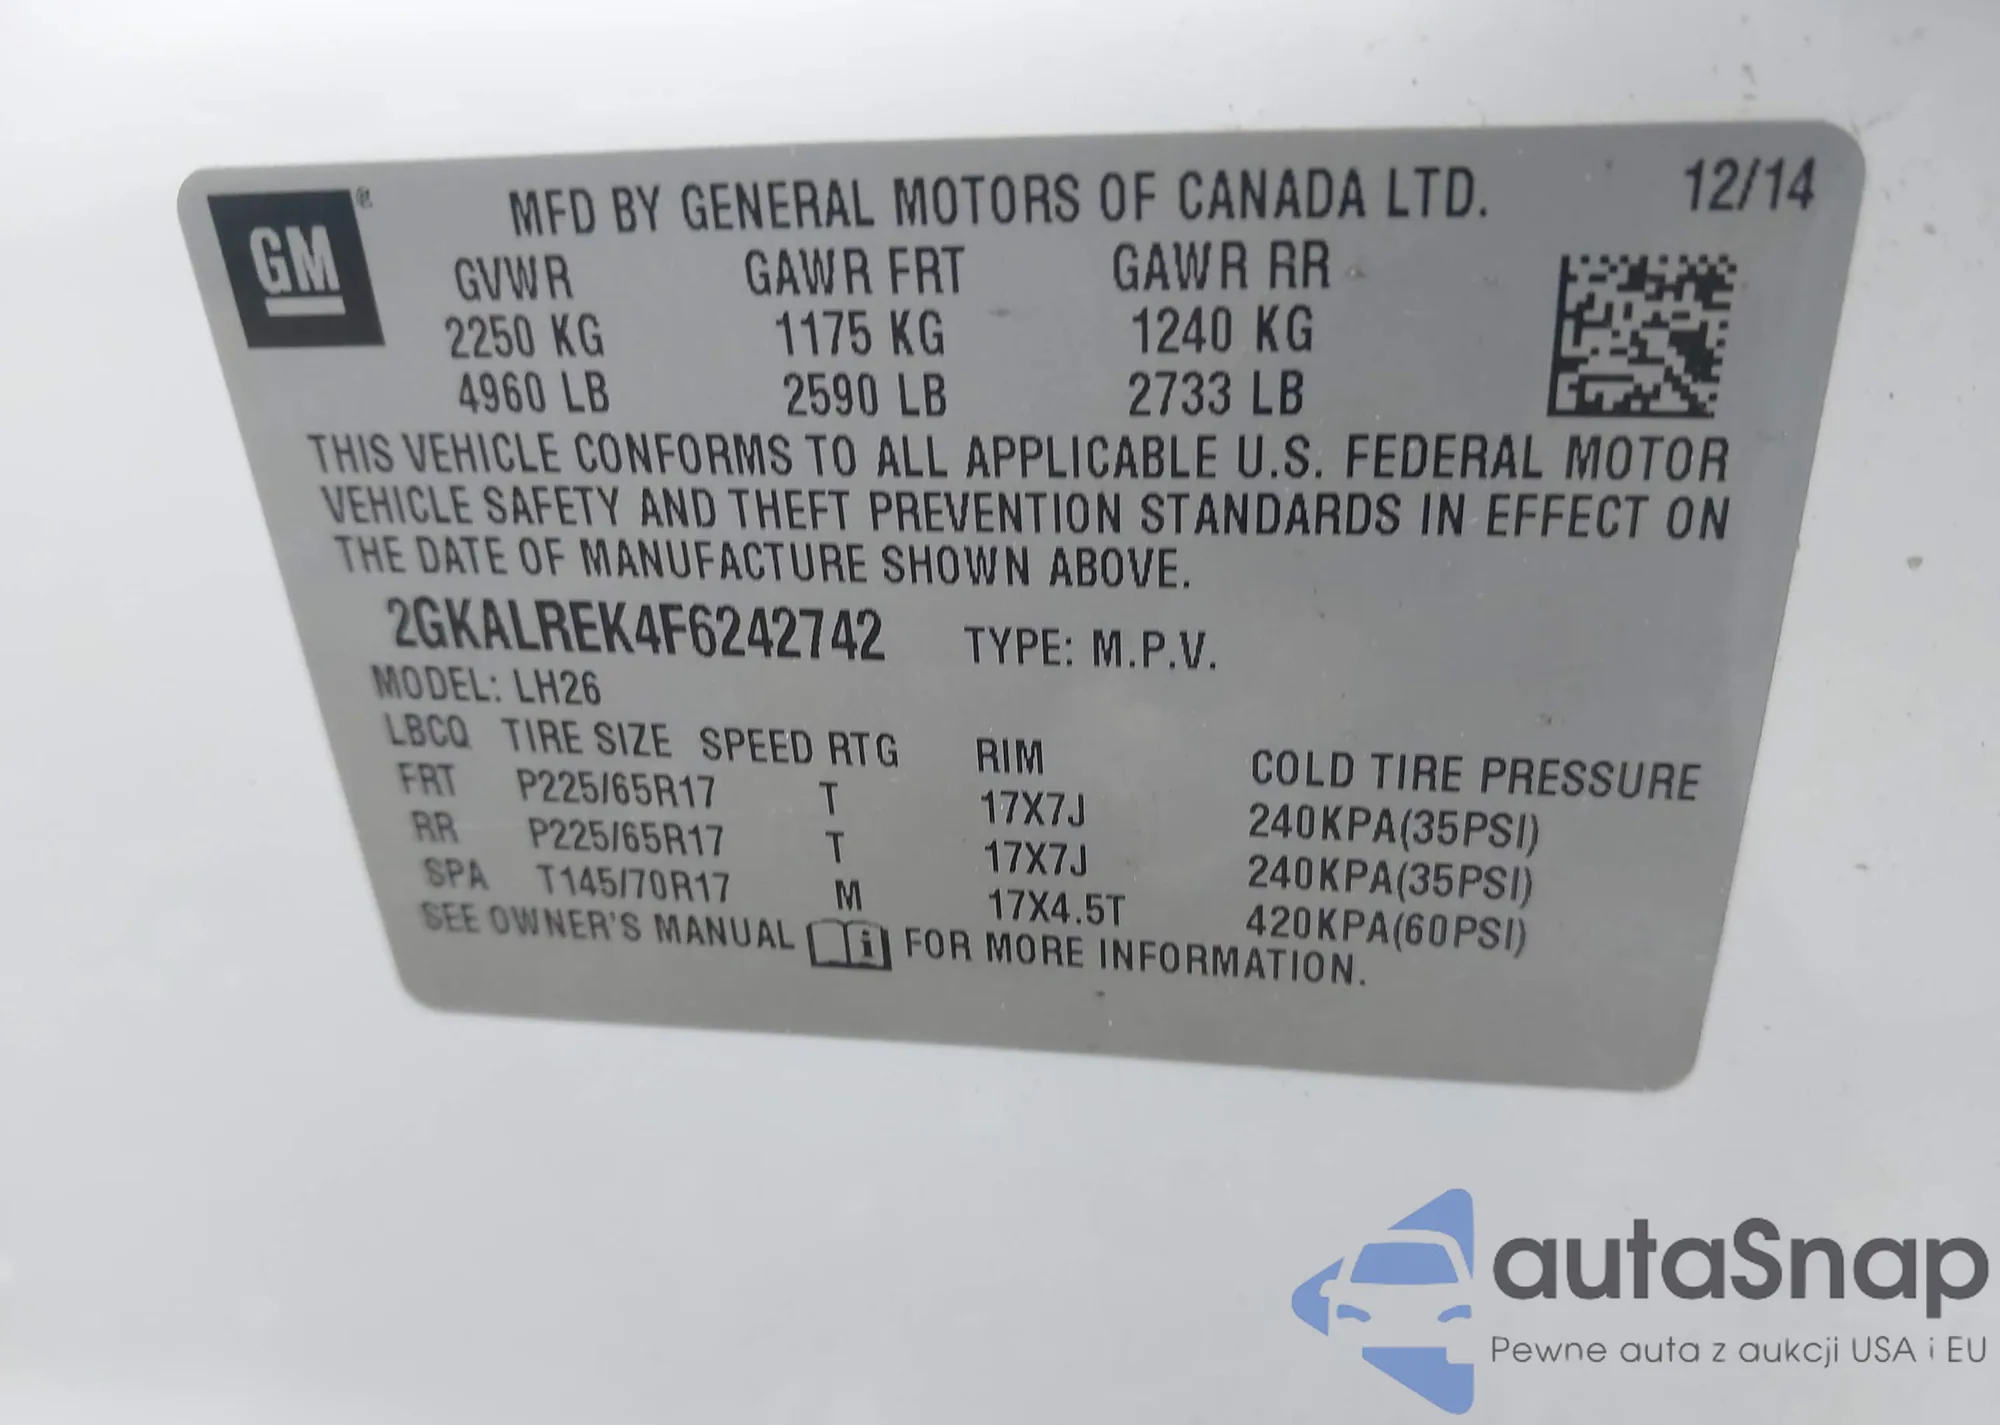 GM ®
MFD BY GENERAL MOTORS OF CANADA LTD. 12/14
GVWR GAWR FRT GAWR RR
2250 KG 1175 KG 1240 KG
4960 LB 2590 LB 2733 LB
THIS VEHICLE CONFORMS TO ALL APPLICABLE U.S. FEDERAL MOTOR
VEHICLE SAFETY AND THEFT PREVENTION STANDARDS IN EFFECT ON
THE DATE OF MANUFACTURE SHOWN ABOVE.
2GKALREK4F6242742 TYPE: M.P.V.
MODEL: LH26
LBCQ TIRE SIZE SPEED RTG RIM COLD TIRE PRESSURE
FRT P225/65R17 T 17X7J 240KPA(35PSI)
RR P225/65R17 T 17X7J 240KPA(35PSI)
SPA T145/70R17 M 17X4.5T 420KPA(60PSI)
SEE OWNER'S MANUAL i FOR MORE INFORMATION.
autaSnap
Pewne auta z aukcji USA i EU